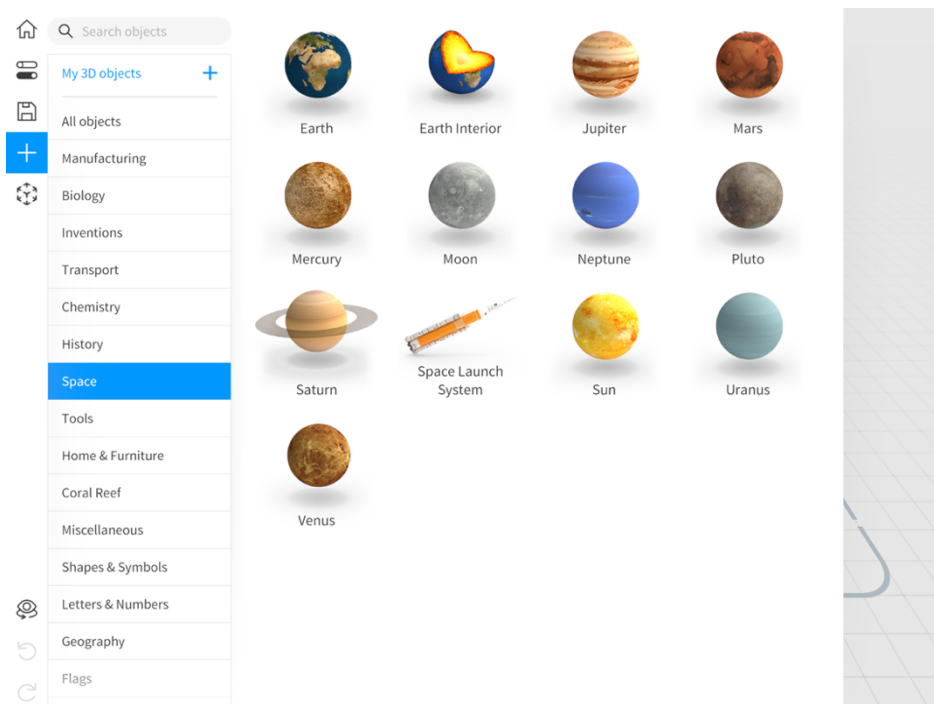 Search objects
My 3D objects
All objects
Manufacturing
Biology
Inventions
Transport
Chemistry
History
Space
Tools
Home & Furniture
Coral Reef
Miscellaneous
Shapes & Symbols
Letters & Numbers
Geography
Flags
Earth
Earth Interior
Jupiter
Mars
Mercury
Moon
Neptune
Pluto
Saturn
Space Launch
System
Sun
Uranus
Venus